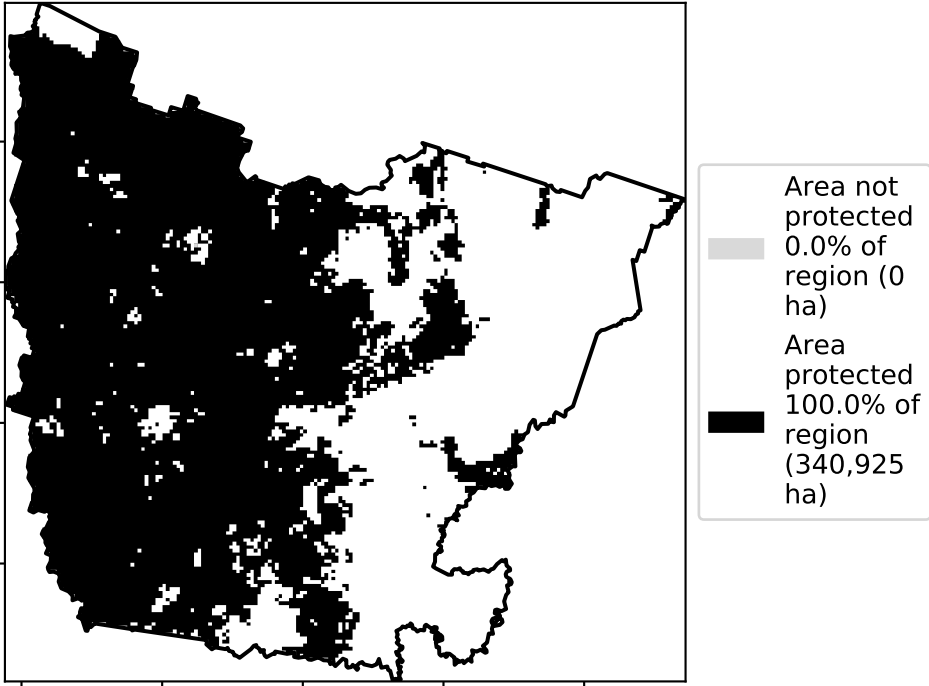 Area not
protected
0.0% of
region (0
ha)
Area
protected
100.0% of
region
(340,925
ha)